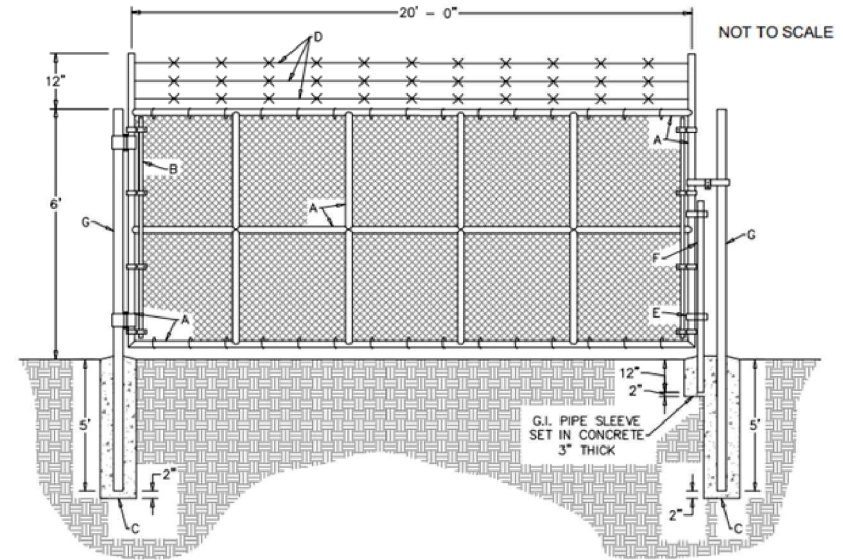 20' - 0"
NOT TO SCALE
D
12"
A
B
6'
A
G
G
F
A
E
12"
2"
5'
G.I. PIPE SLEEVE
SET IN CONCRETE
3" THICK
5'
2"
2"
C
C